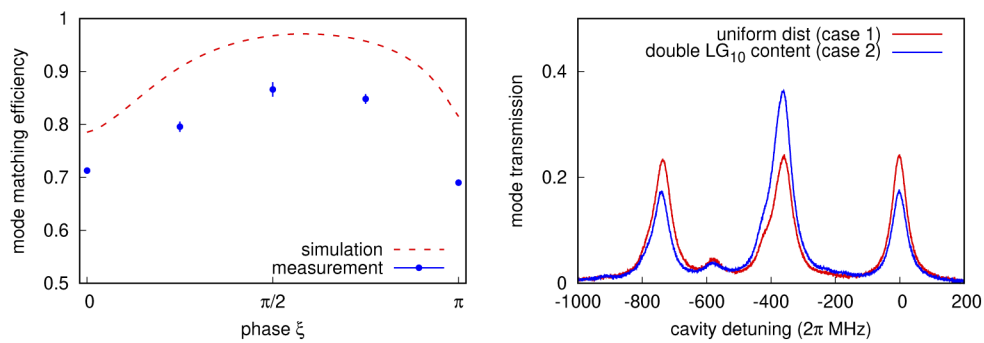 1
0.9
0.8
0.7
0.6
0.5
mode matching efficiency
simulation
measurement
0
π/2
π
phase ξ
uniform dist (case 1)
double LG10 content (case 2)
0.4
0.2
0
mode transmission
-1000
-800
-600
-400
-200
0
200
cavity detuning (2π MHz)